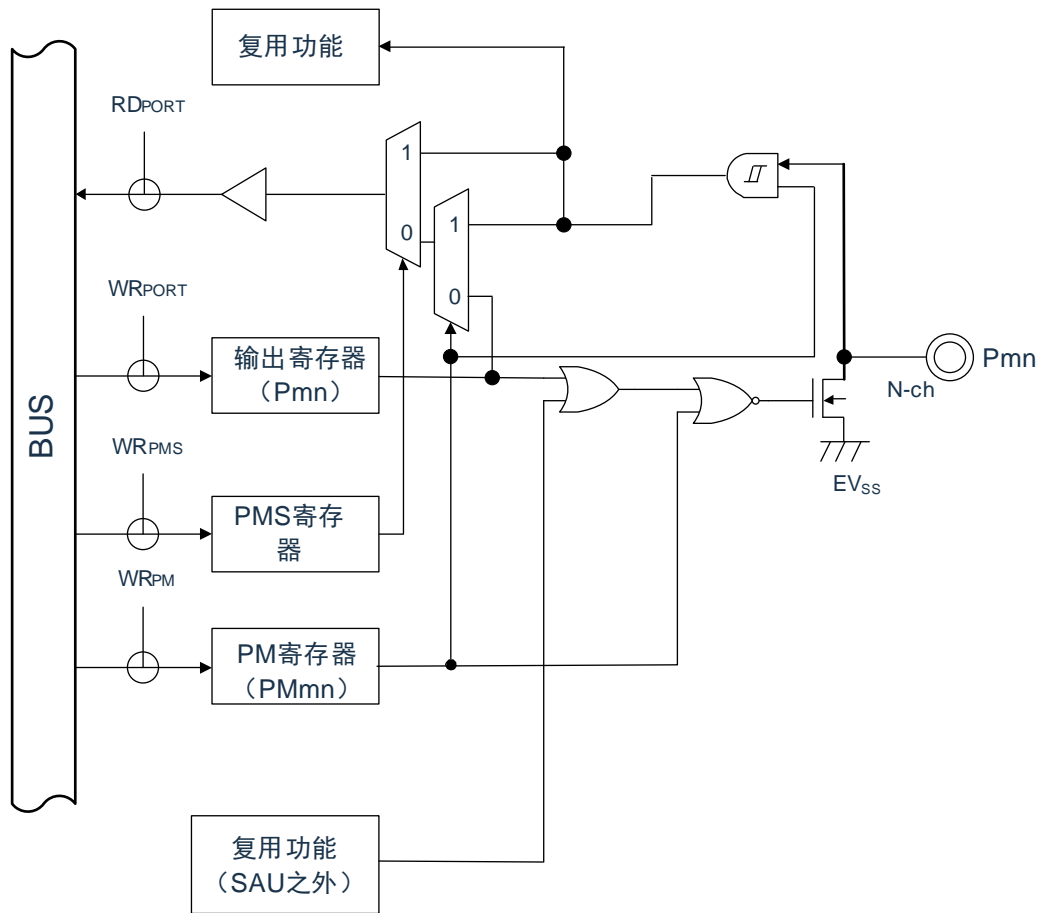 复用功能
RDPORT
1
0
1
0
WRPORT
输出寄存器
（Pmn）
Pmn
N-ch
EVSS
BUS
WRPMS
PMS寄存
器
WRPM
PM寄存器
（PMmn）
复用功能
（SAU之外）